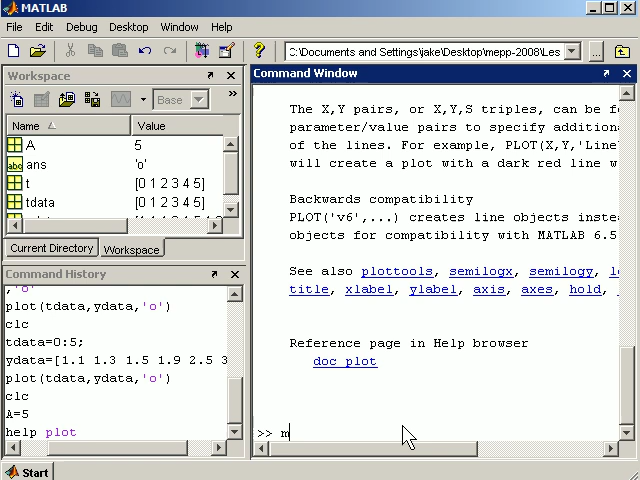 MATLAB
File Edit Debug Desktop Window Help
C:\Documents and Settings\jake\Desktop\mepp-2008\Les
...
Workspace
Base
Name Value
A 5
abc ans 'o'
t [0 1 2 3 4 5]
tdata [0 1 2 3 4 5]
Current Directory Workspace
Command History
,'o'
plot(tdata,ydata,'o')
clc
tdata=0:5;
ydata=[1.1 1.3 1.5 1.9 2.5 3
plot(tdata,ydata,'o')
clc
A=5
help plot
Command Window
The X,Y pairs, or X,Y,S triples, can be fo
parameter/value pairs to specify addition
of the lines. For example, PLOT(X,Y,'Line
will create a plot with a dark red line w
Backwards compatibility
PLOT('v6',...) creates line objects inste
objects for compatibility with MATLAB 6.5
See also plottools, semilogx, semilogy, lo
title, xlabel, ylabel, axis, axes, hold,
Reference page in Help browser
doc plot
>> m
Start